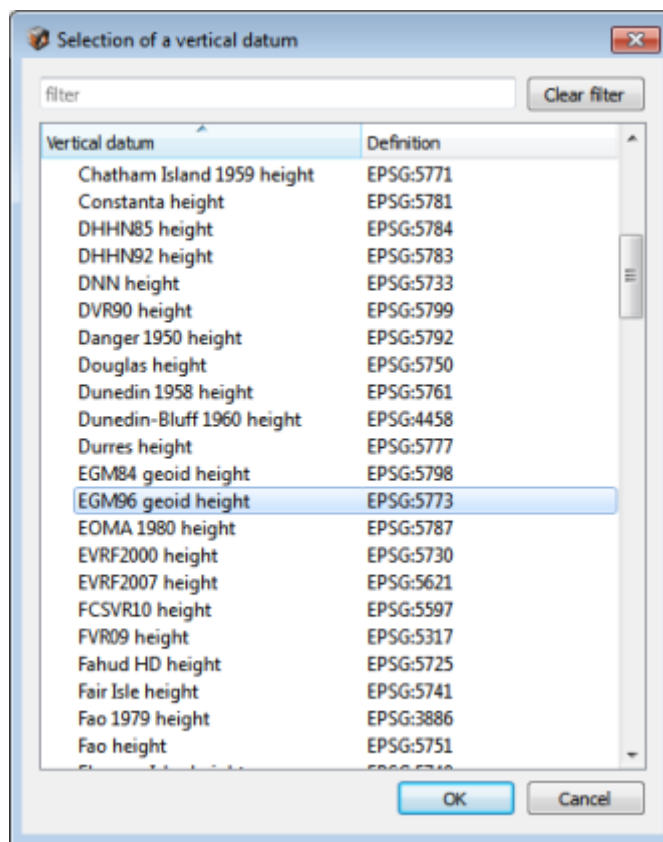 Selection of a vertical datum
filter Clear filter
Vertical datum Definition
Chatham Island 1959 height EPSG:5771
Constanta height EPSG:5781
DHHN85 height EPSG:5784
DHHN92 height EPSG:5783
DNN height EPSG:5733
DVR90 height EPSG:5799
Danger 1950 height EPSG:5792
Douglas height EPSG:5750
Dunedin 1958 height EPSG:5761
Dunedin-Bluff 1960 height EPSG:4458
Durres height EPSG:5777
EGM84 geoid height EPSG:5798
EGM96 geoid height EPSG:5773
EOMA 1980 height EPSG:5787
EVRF2000 height EPSG:5730
EVRF2007 height EPSG:5621
FCSVR10 height EPSG:5597
FVR09 height EPSG:5317
Fahud HD height EPSG:5725
Fair Isle height EPSG:5741
Fao 1979 height EPSG:3886
Fao height EPSG:5751
OK Cancel